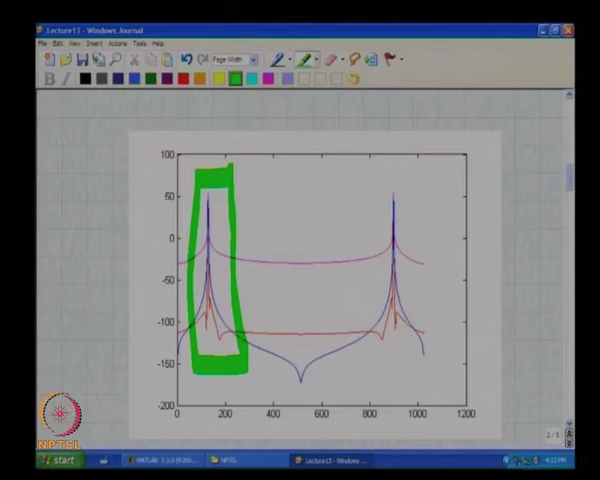 Lecture13 - Windows Journal
File Edit View Insert Actions Tools Help
Page Width
B I
100
50
0
-50
-100
-150
-200
0 200 400 600 800 1000 1200
NPTEL
2 / 5
start MATLAB 7.3.0 (R200... NPTEL Lecture13 - Windows ... 4:33 PM